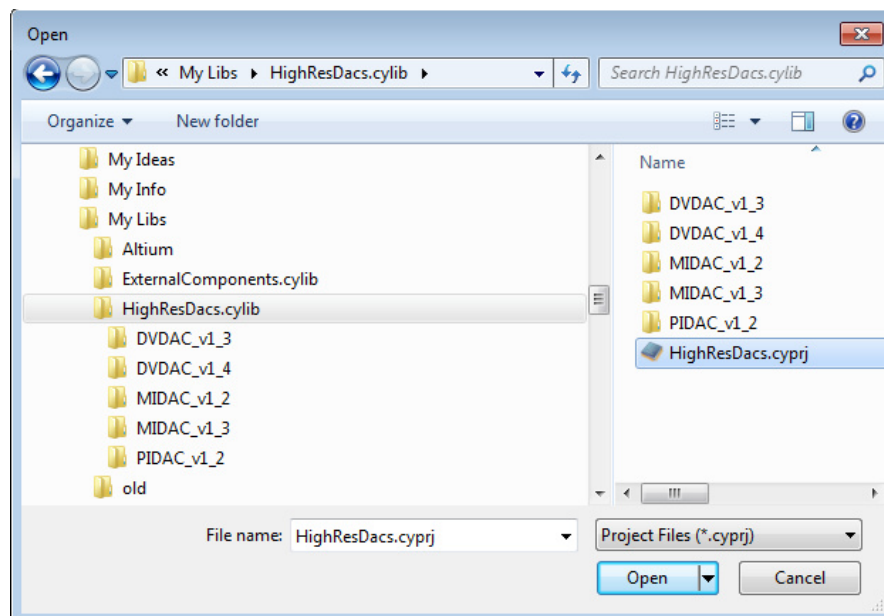 Open
« My Libs HighResDacs.cylib
Search HighResDacs.cylib
Organize
New folder
My Ideas
My Info
My Libs
Altium
ExternalComponents.cylib
HighResDacs.cylib
DVDAC_v1_3
DVDAC_v1_4
MIDAC_v1_2
MIDAC_v1_3
PIDAC_v1_2
old
Name
DVDAC_v1_3
DVDAC_v1_4
MIDAC_v1_2
MIDAC_v1_3
PIDAC_v1_2
HighResDacs.cyprj
File name: HighResDacs.cyprj
Project Files (*.cyprj)
Open
Cancel